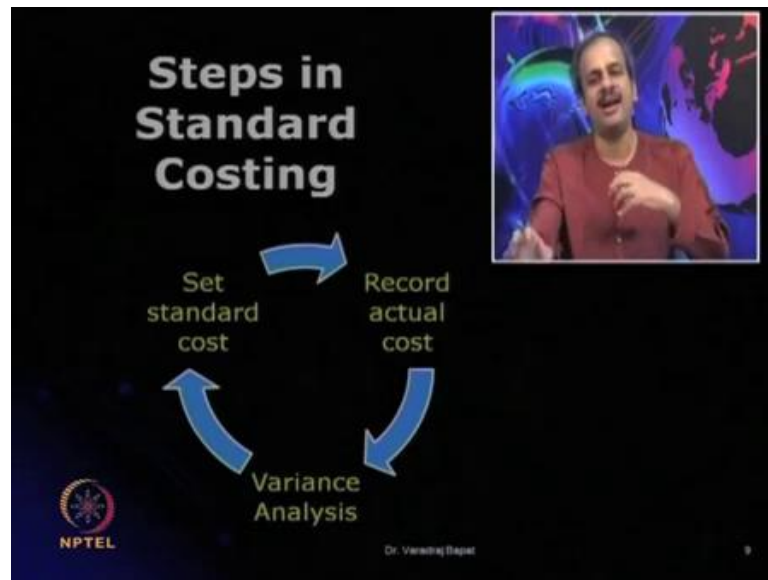 Steps in
Standard
Costing
Set
standard
cost
Record
actual
cost
Variance
Analysis
NPTEL
Dr. Varadraj Bapat
9